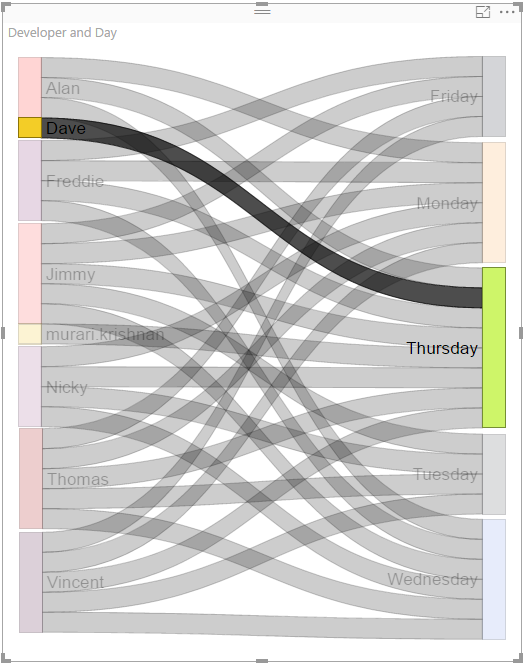 Developer and Day
Alan
Dave
Freddie
Jimmy
murari.krishnan
Nicky
Thomas
Vincent
Friday
Monday
Thursday
Tuesday
Wednesday